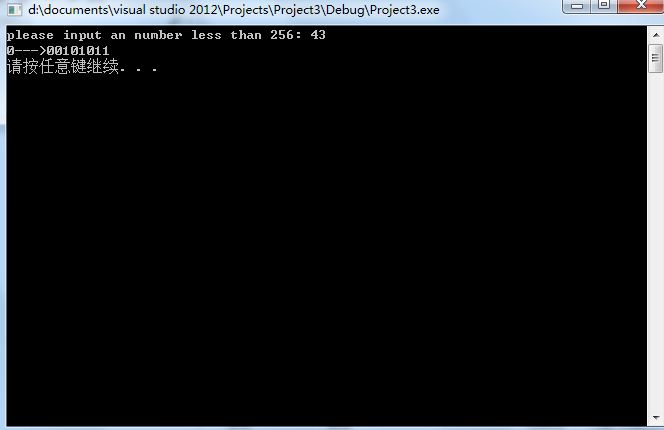 d:\documents\visual studio 2012\Projects\Project3\Debug\Project3.exe
please input an number less than 256: 43
0--->00101011
请按任意键继续. . .